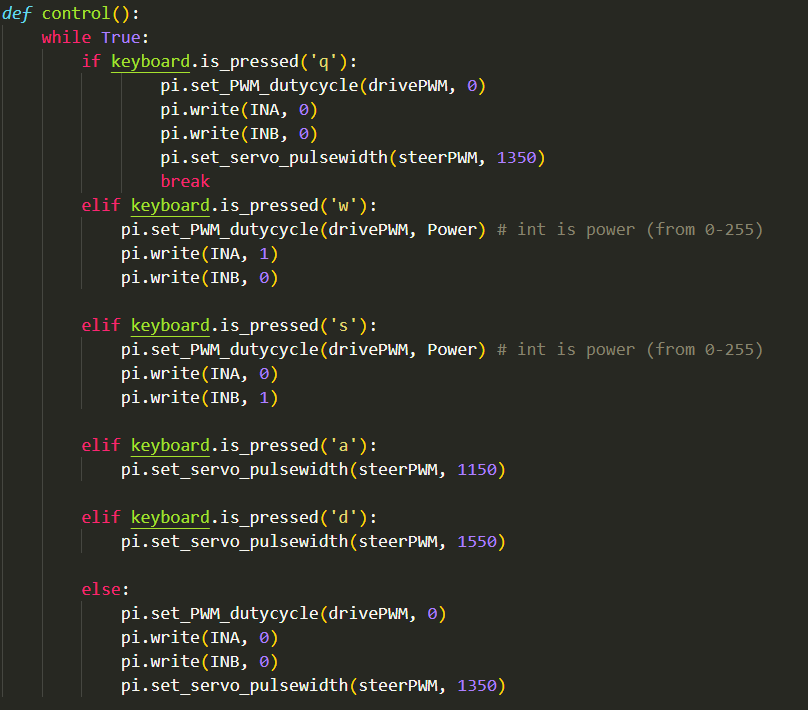 def control():
    while True:
        if keyboard.is_pressed('q'):
                pi.set_PWM_dutycycle(drivePWM, 0)
                pi.write(INA, 0)
                pi.write(INB, 0)
                pi.set_servo_pulsewidth(steerPWM, 1350)
                break
        elif keyboard.is_pressed('w'):
            pi.set_PWM_dutycycle(drivePWM, Power) # int is power (from 0-255)
            pi.write(INA, 1)
            pi.write(INB, 0)

        elif keyboard.is_pressed('s'):
            pi.set_PWM_dutycycle(drivePWM, Power) # int is power (from 0-255)
            pi.write(INA, 0)
            pi.write(INB, 1)

        elif keyboard.is_pressed('a'):
            pi.set_servo_pulsewidth(steerPWM, 1150)

        elif keyboard.is_pressed('d'):
            pi.set_servo_pulsewidth(steerPWM, 1550)

        else:
            pi.set_PWM_dutycycle(drivePWM, 0)
            pi.write(INA, 0)
            pi.write(INB, 0)
            pi.set_servo_pulsewidth(steerPWM, 1350)